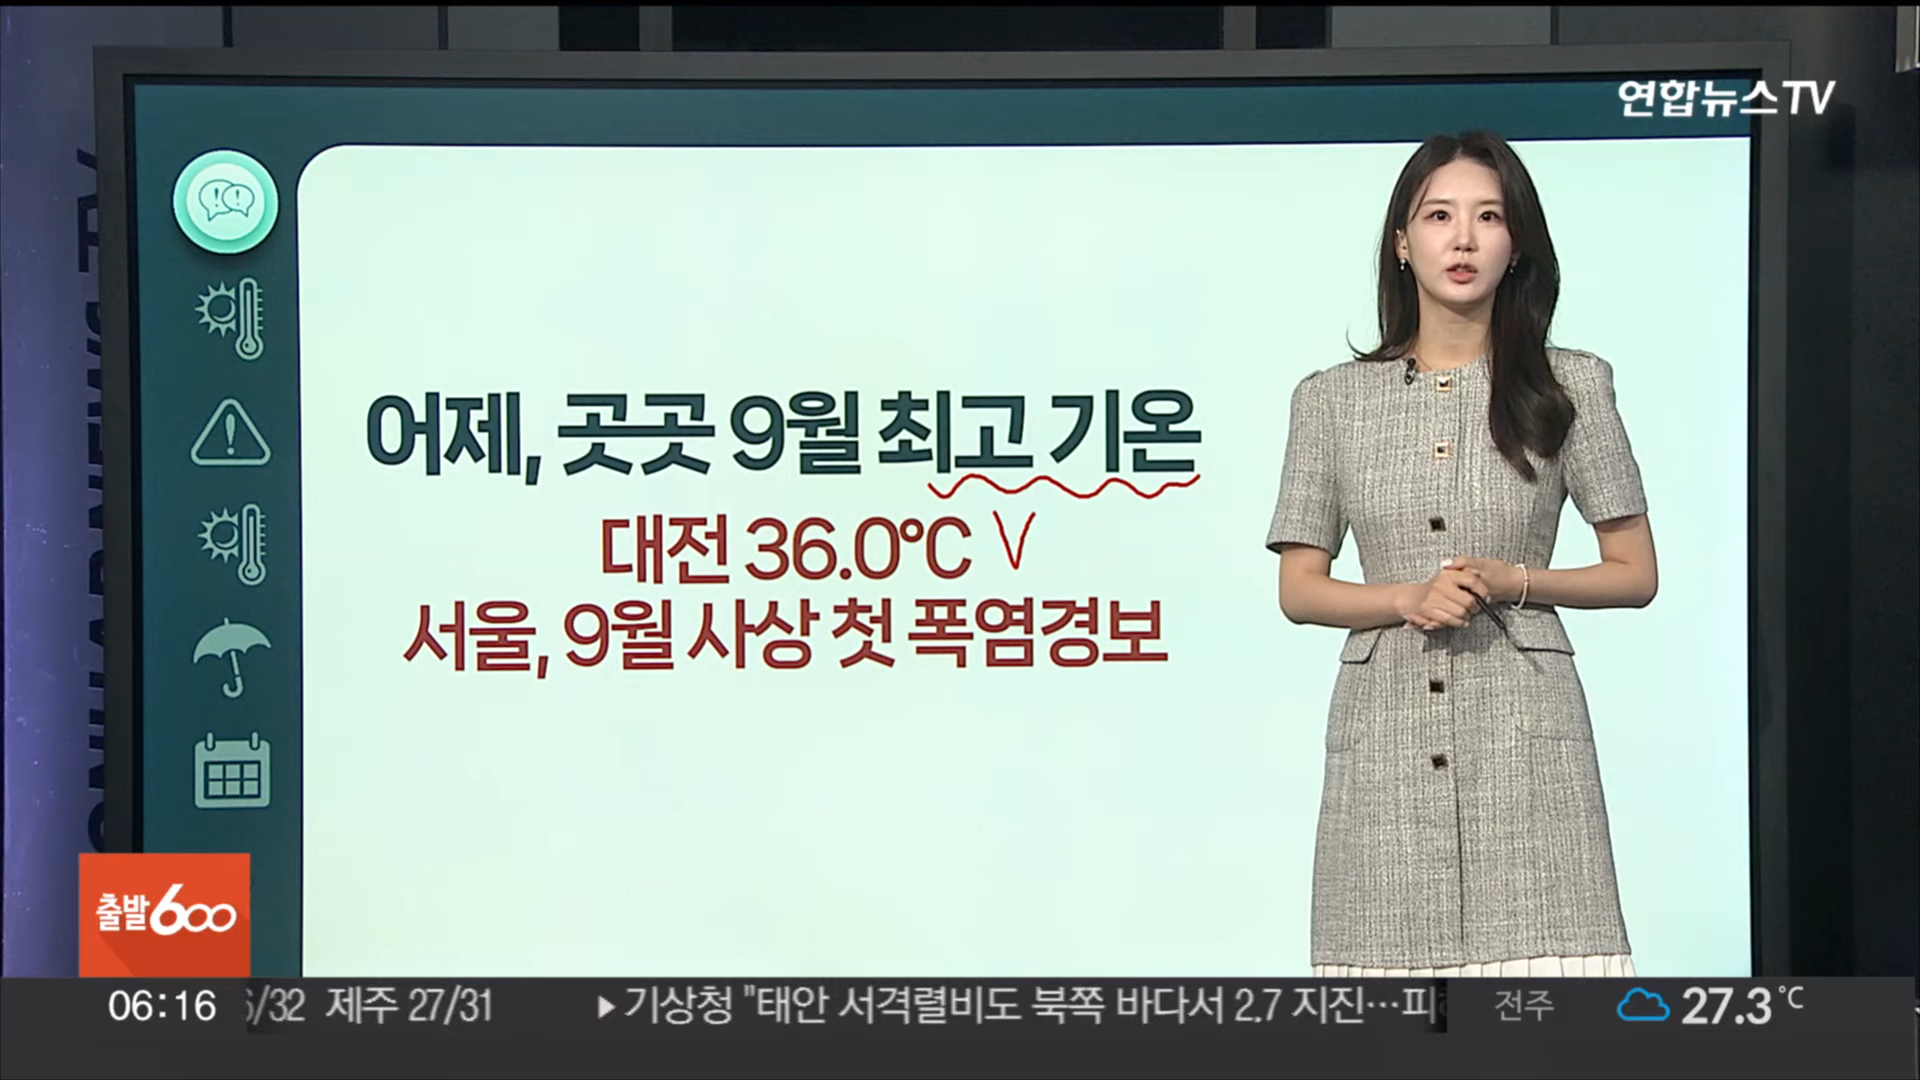 연합뉴스TV
어제, 곳곳 9월 최고 기온
대전 36.0℃ V
서울, 9월 사상 첫 폭염경보
출발600
06:16 6/32 제주 27/31 ▶기상청 "태안 서격렬비도 북쪽 바다서 2.7 지진… 전주 27.3℃